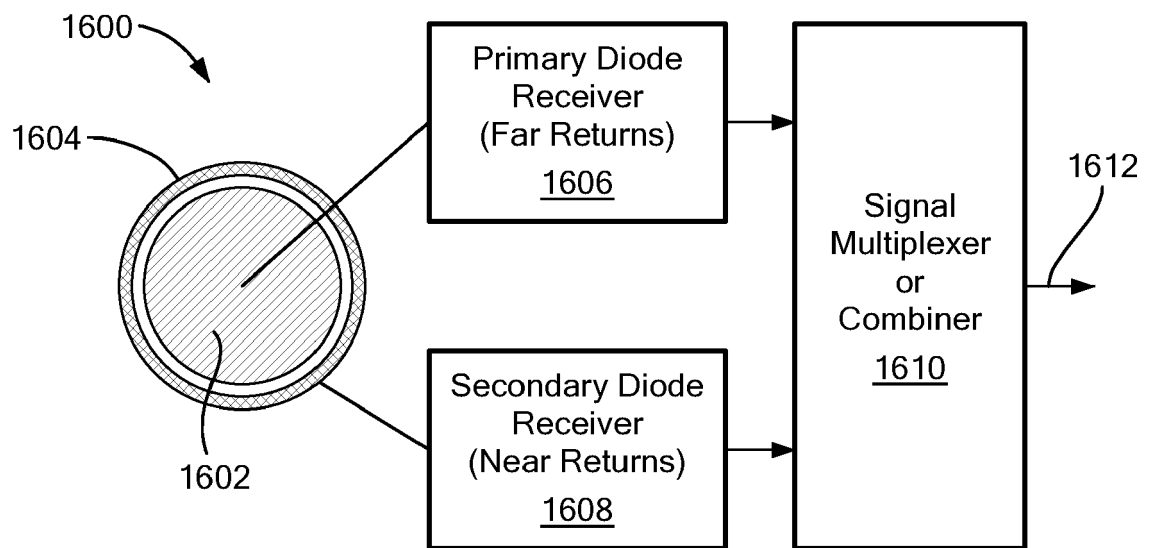 1600
1604
1602
Primary Diode
Receiver
(Far Returns)
1606
Secondary Diode
Receiver
(Near Returns)
1608
Signal
Multiplexer
or
Combiner
1610
1612